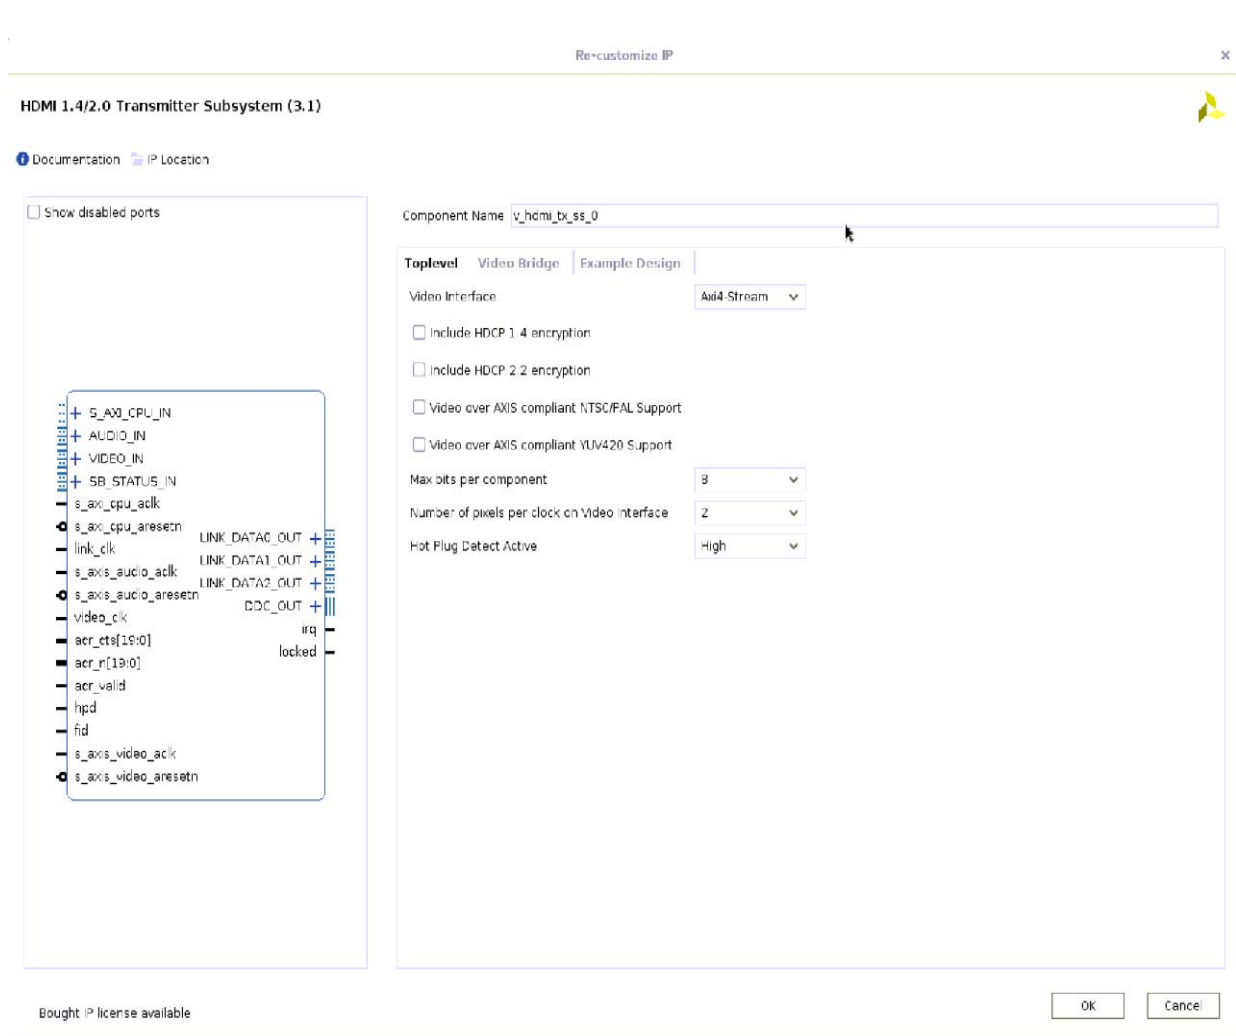 Re-customize IP
HDMI 1.4/2.0 Transmitter Subsystem (3.1)
Documentation IP Location
Show disabled ports
S_AXI_CPU_IN
AUDIO_IN
VIDEO_IN
SB_STATUS_IN
s_axi_cpu_aclk
s_axi_cpu_aresetn
link_clk
s_axis_audio_aclk
s_axis_audio_aresetn
video_clk
acr_cts[19:0]
acr_n[19:0]
acr_valid
hpd
fid
s_axis_video_aclk
s_axis_video_aresetn
LINK_DATA0_OUT
LINK_DATA1_OUT
LINK_DATA2_OUT
DDC_OUT
irq
locked
Component Name v_hdmi_tx_ss_0
Toplevel Video Bridge Example Design
Video Interface Axi4-Stream
Include HDCP 1.4 encryption
Include HDCP 2.2 encryption
Video over AXIS compliant NTSC/PAL Support
Video over AXIS compliant YUV420 Support
Max bits per component 8
Number of pixels per clock on Video Interface 2
Hot Plug Detect Active High
Bought IP license available
OK Cancel